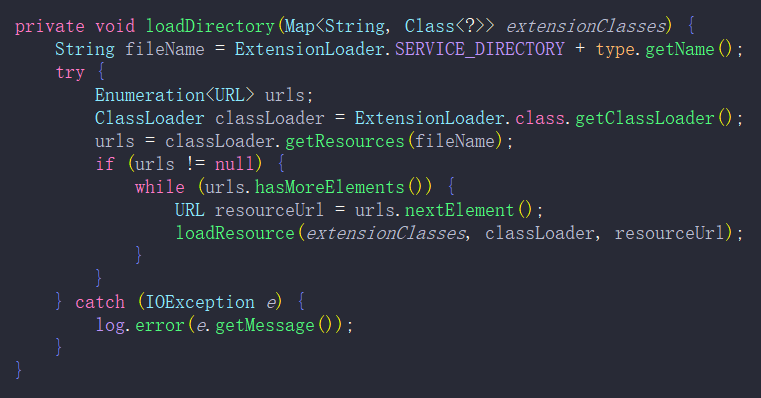 private void loadDirectory(Map<String, Class<?>> extensionClasses) {
    String fileName = ExtensionLoader.SERVICE_DIRECTORY + type.getName();
    try {
        Enumeration<URL> urls;
        ClassLoader classLoader = ExtensionLoader.class.getClassLoader();
        urls = classLoader.getResources(fileName);
        if (urls != null) {
            while (urls.hasMoreElements()) {
                URL resourceUrl = urls.nextElement();
                loadResource(extensionClasses, classLoader, resourceUrl);
            }
        }
    } catch (IOException e) {
        log.error(e.getMessage());
    }
}